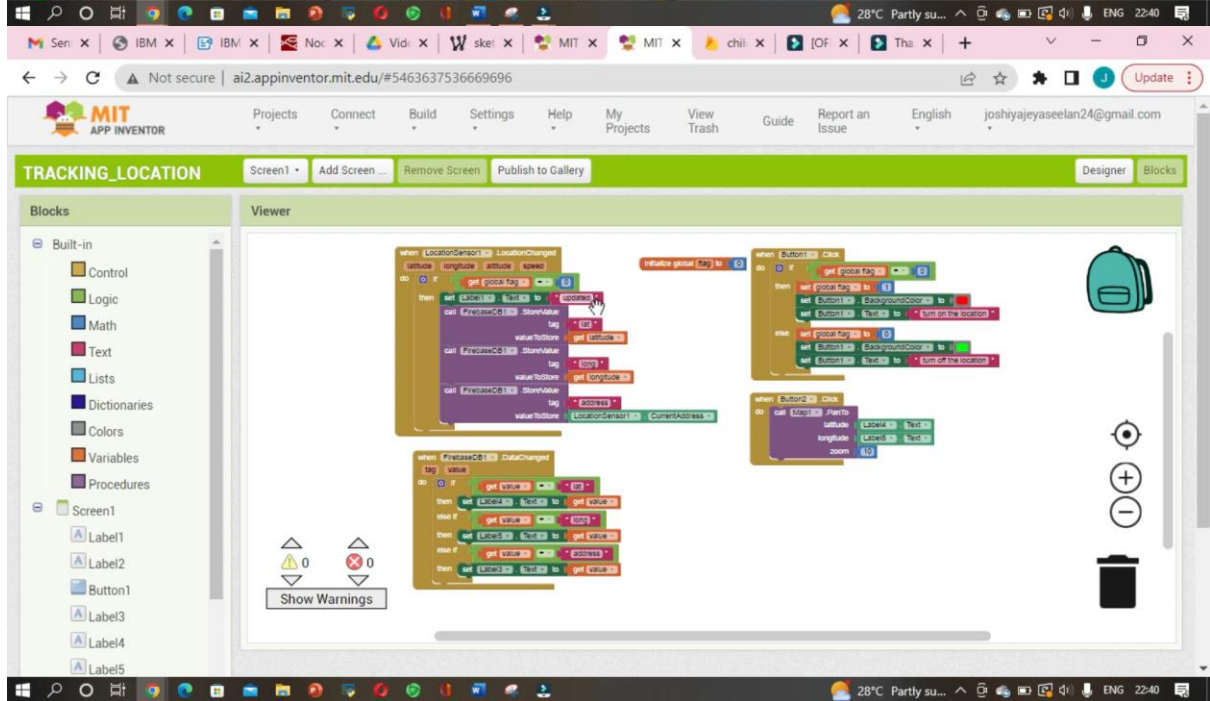 28°C Partly su... ENG 22:40
Sen IBM IBM Noc Vide sket MIT MIT chil [OF Tha
Not secure | ai2.appinventor.mit.edu/#5463637536669696 J Update
MIT APP INVENTOR Projects Connect Build Settings Help My Projects View Trash Guide Report an Issue English joshiyajeyaseelan24@gmail.com
TRACKING_LOCATION Screen1 Add Screen ... Remove Screen Publish to Gallery Designer Blocks
Blocks Viewer
Built-in
Control
Logic
Math
Text
Lists
Dictionaries
Colors
Variables
Procedures
Screen1
Label1
Label2
Button1
Label3
Label4
Label5
when LocationSensor1 .LocationChanged
latitude longitude altitude speed
do if get global flag = 0
then set Label1 . Text to " updated "
call FirebaseDB1 .StoreValue
tag " lat "
valueToStore get latitude
call FirebaseDB1 .StoreValue
tag " long "
valueToStore get longitude
call FirebaseDB1 .StoreValue
tag " address "
valueToStore LocationSensor1 . CurrentAddress
when FirebaseDB1 .DataChanged
tag value
do if get value = " lat "
then set Label4 . Text to get value
else if get value = " long "
then set Label5 . Text to get value
else if get value = " address "
then set Label3 . Text to get value
initialize global flag to 0
when Button1 .Click
do if get global flag = 0
then set global flag to 1
set Button1 . BackgroundColor to
set Button1 . Text to " turn on the location "
else set global flag to 0
set Button1 . BackgroundColor to
set Button1 . Text to " turn off the location "
when Button2 .Click
do call Map1 .PanTo
latitude Label4 . Text
longitude Label5 . Text
zoom 10
0 0
Show Warnings
28°C Partly su... ENG 22:40